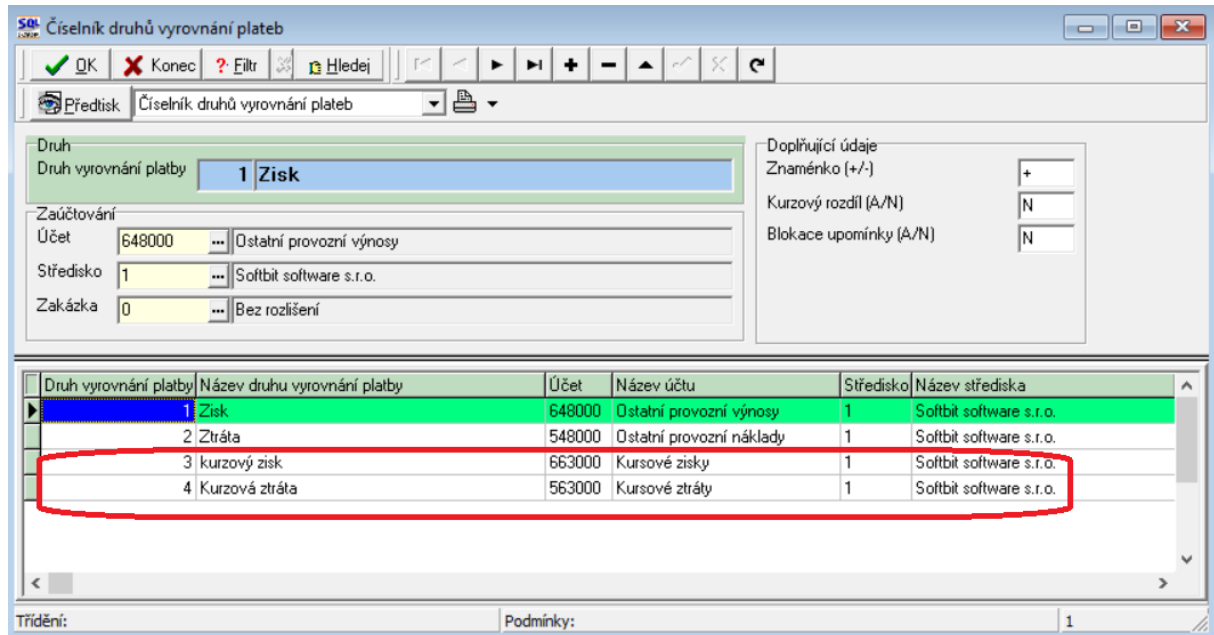 SQL Číselník druhů vyrovnání plateb
OK Konec ? Filtr Hledej
Předtisk Číselník druhů vyrovnání plateb
Druh
Druh vyrovnání platby 1 Zisk
Zaúčtování
Účet 648000 ... Ostatní provozní výnosy
Středisko 1 ... Softbit software s.r.o.
Zakázka 0 ... Bez rozlišení
Doplňující údaje
Znaménko (+/-) +
Kurzový rozdíl (A/N) N
Blokace upomínky (A/N) N
Druh vyrovnání platby Název druhu vyrovnání platby Účet Název účtu Středisko Název střediska
1 Zisk 648000 Ostatní provozní výnosy 1 Softbit software s.r.o.
2 Ztráta 548000 Ostatní provozní náklady 1 Softbit software s.r.o.
3 kurzový zisk 663000 Kursové zisky 1 Softbit software s.r.o.
4 Kurzová ztráta 563000 Kursové ztráty 1 Softbit software s.r.o.
Třídění: Podmínky: 1